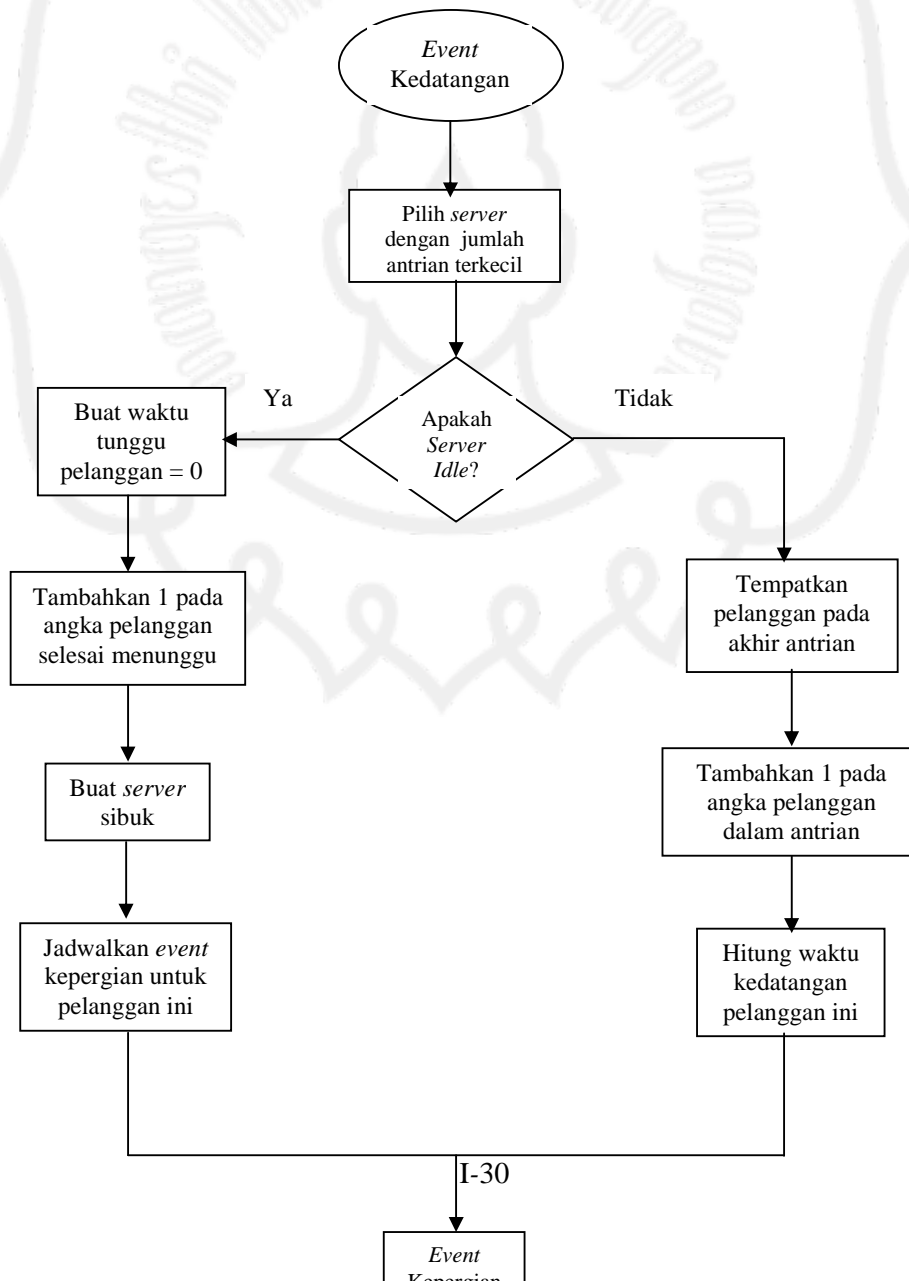 Event
Kedatangan
Pilih server
dengan jumlah
antrian terkecil
Apakah
Server
Idle?
Ya
Tidak
Buat waktu
tunggu
pelanggan = 0
Tambahkan 1 pada
angka pelanggan
selesai menunggu
Buat server
sibuk
Jadwalkan event
kepergian untuk
pelanggan ini
Tempatkan
pelanggan pada
akhir antrian
Tambahkan 1 pada
angka pelanggan
dalam antrian
Hitung waktu
kedatangan
pelanggan ini
I-30
Event
Kepergian